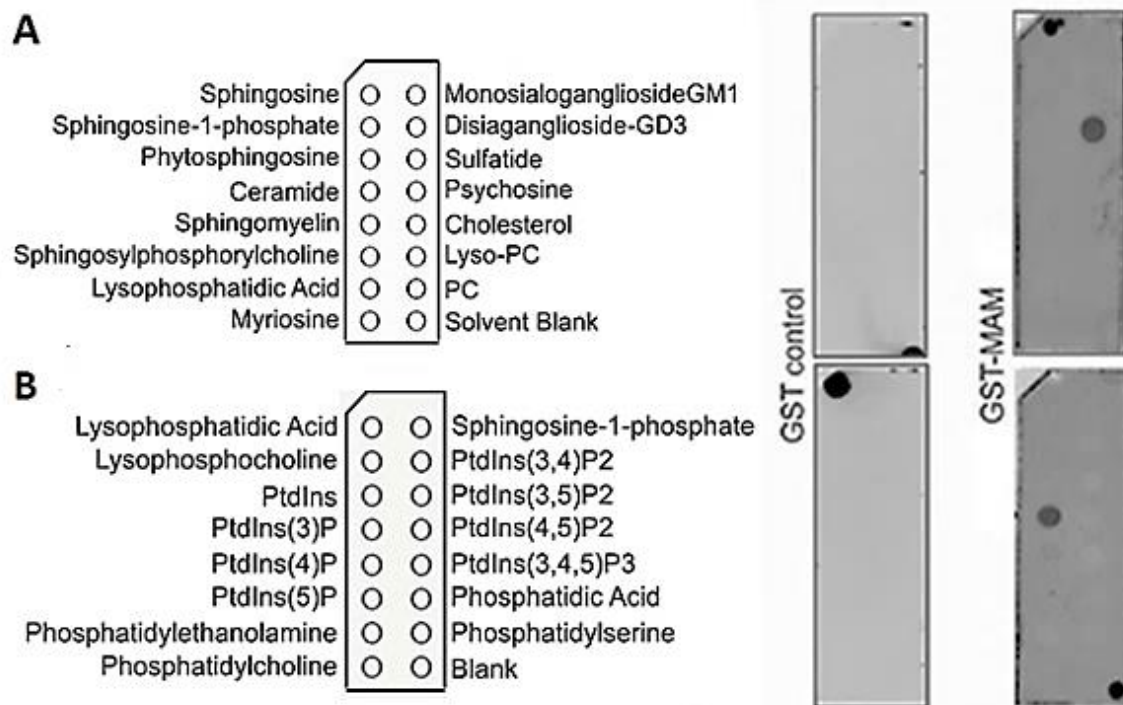 A
Sphingosine MonosialogangliosideGM1
Sphingosine-1-phosphate Disiaganglioside-GD3
Phytosphingosine Sulfatide
Ceramide Psychosine
Sphingomyelin Cholesterol
Sphingosylphosphorylcholine Lyso-PC
Lysophosphatidic Acid PC
Myriosine Solvent Blank
B
Lysophosphatidic Acid Sphingosine-1-phosphate
Lysophosphocholine PtdIns(3,4)P2
PtdIns PtdIns(3,5)P2
PtdIns(3)P PtdIns(4,5)P2
PtdIns(4)P PtdIns(3,4,5)P3
PtdIns(5)P Phosphatidic Acid
Phosphatidylethanolamine Phosphatidylserine
Phosphatidylcholine Blank
GST control
GST-MAM